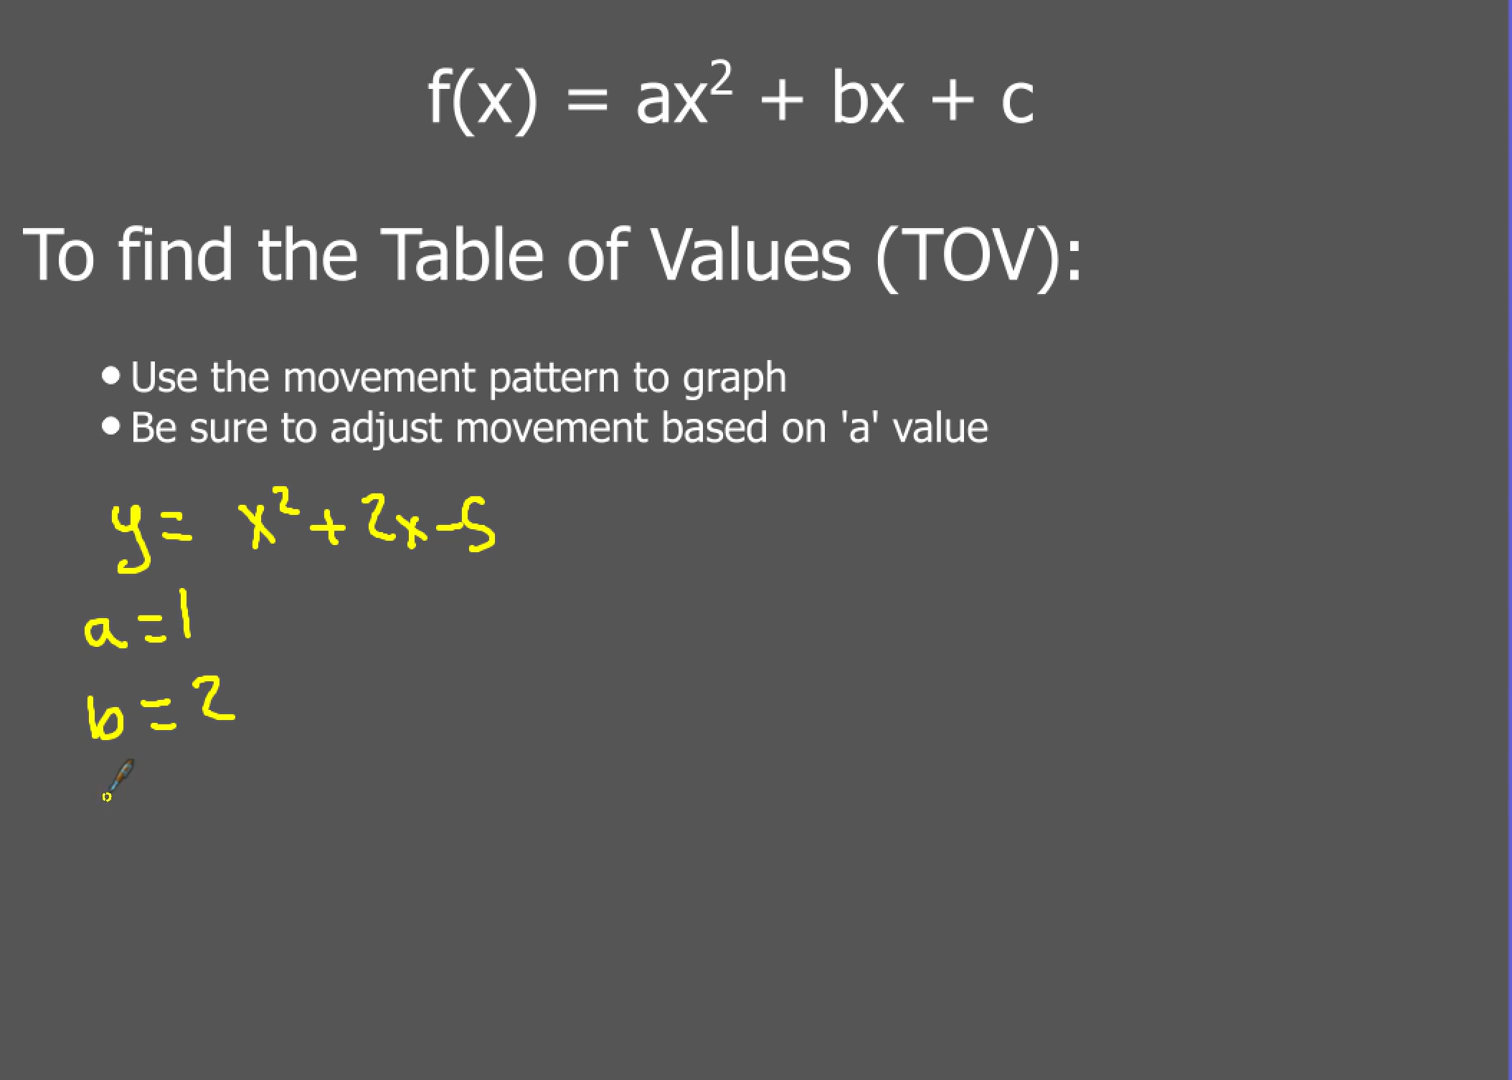 f(x) = ax² + bx + c
To find the Table of Values (TOV):
• Use the movement pattern to graph
• Be sure to adjust movement based on 'a' value
y = x² + 2x - 5
a = 1
b = 2